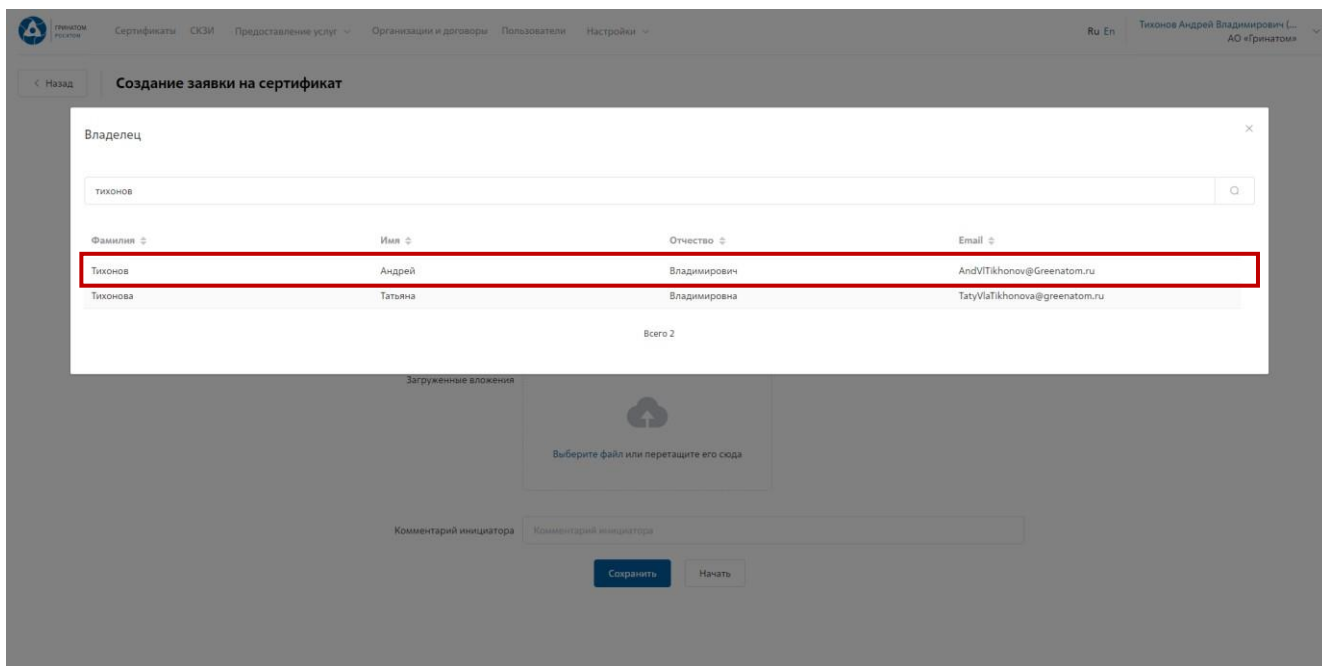 ГРИНАТОМ
РОСАТОМ
Сертификаты СКЗИ Предоставление услуг Организации и договоры Пользователи Настройки
Ru En
Тихонов Андрей Владимирович (...
АО «Гринатом»
< Назад
Создание заявки на сертификат
Владелец
тихонов
Фамилия Имя Отчество Email
Тихонов Андрей Владимирович AndVlTikhonov@Greenatom.ru
Тихонова Татьяна Владимировна TatyVlaTikhonova@greenatom.ru
Всего 2
Загруженные вложения
Выберите файл или перетащите его сюда
Комментарий инициатора Комментарий инициатора
Сохранить Начать